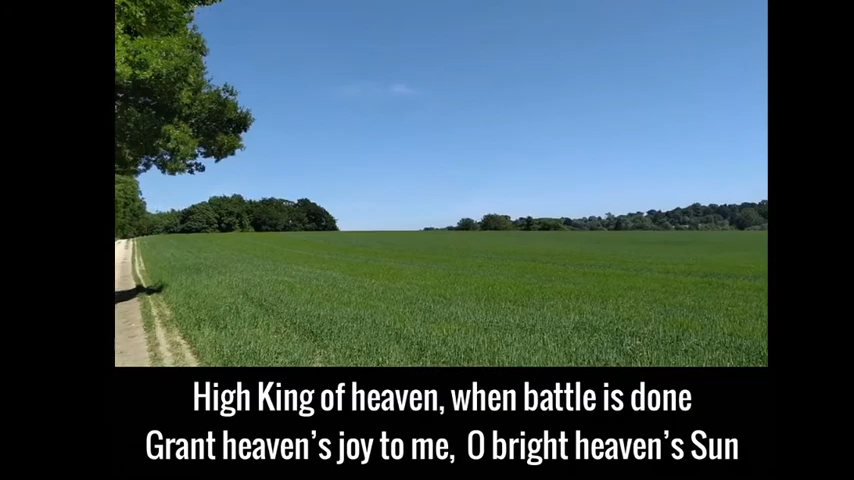 High King of heaven, when battle is done
Grant heaven’s joy to me, O bright heaven’s Sun